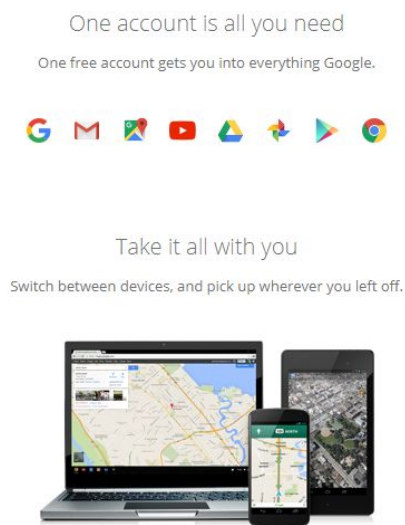 One account is all you need
One free account gets you into everything Google.
Take it all with you
Switch between devices, and pick up wherever you left off.
NORTH